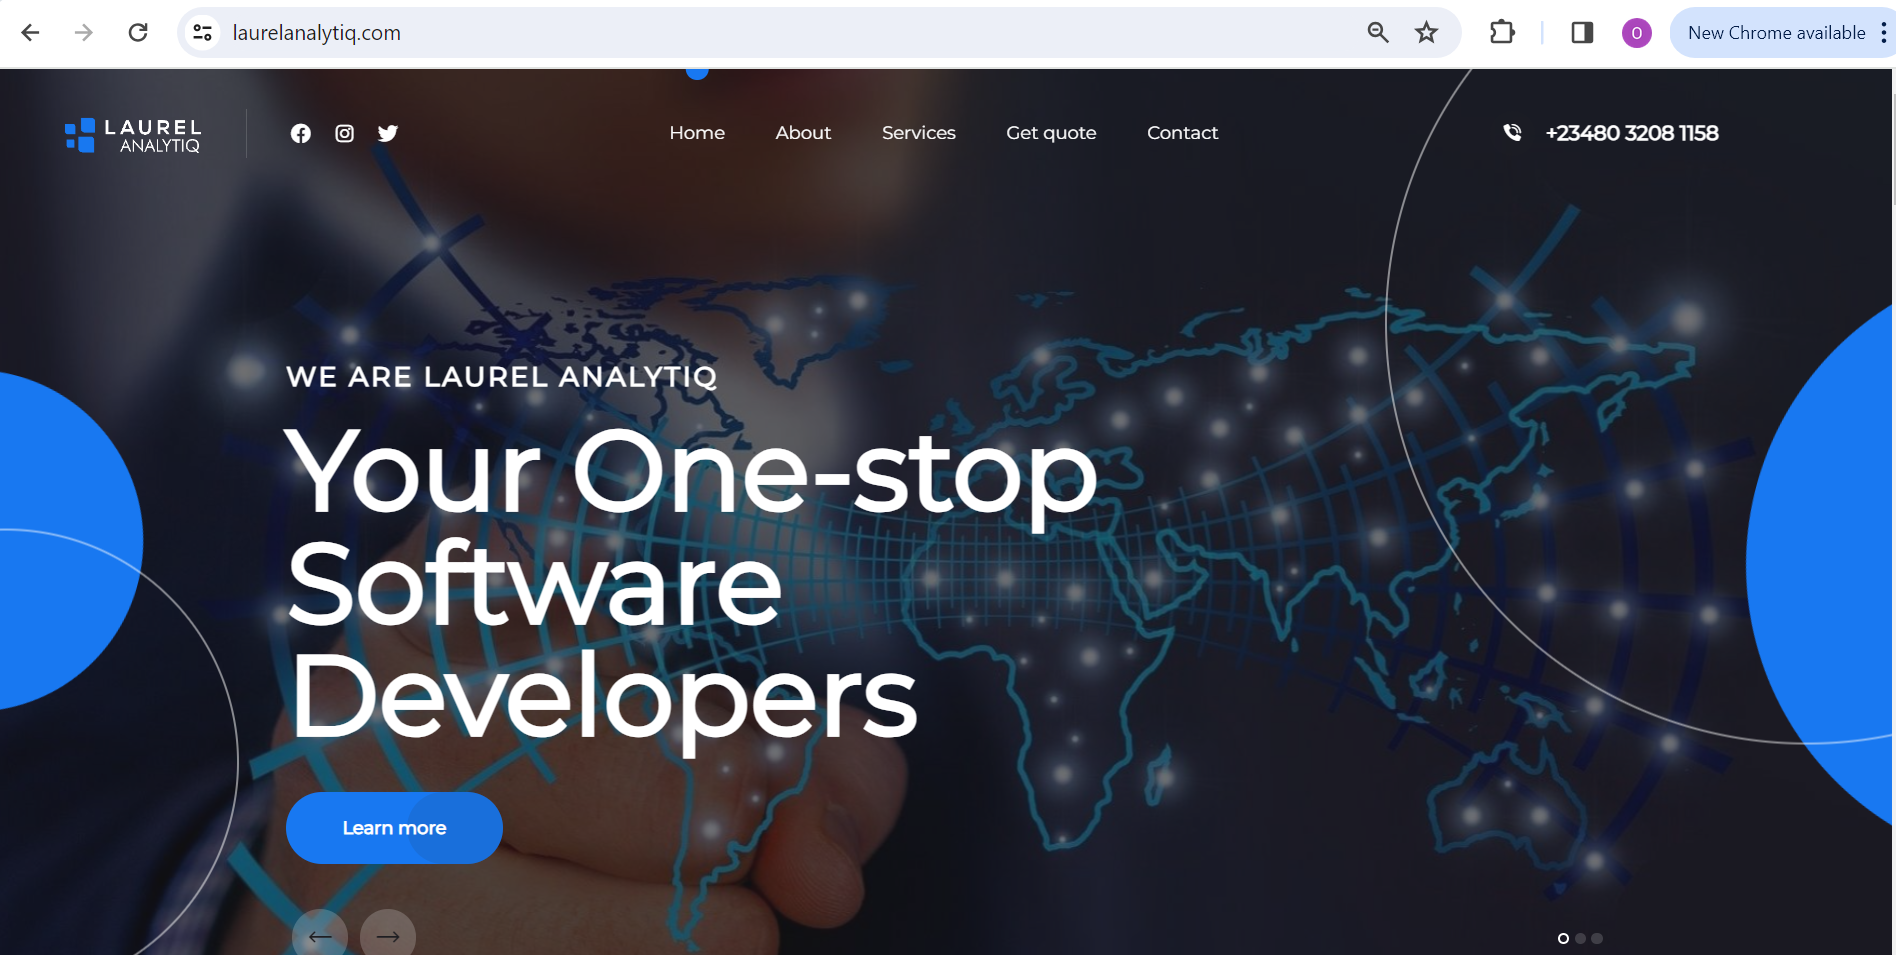 laurelanalytiq.com
O
New Chrome available
LAUREL
ANALYTIQ
Home About Services Get quote Contact
+23480 3208 1158
WE ARE LAUREL ANALYTIQ
Your One-stop
Software
Developers
Learn more